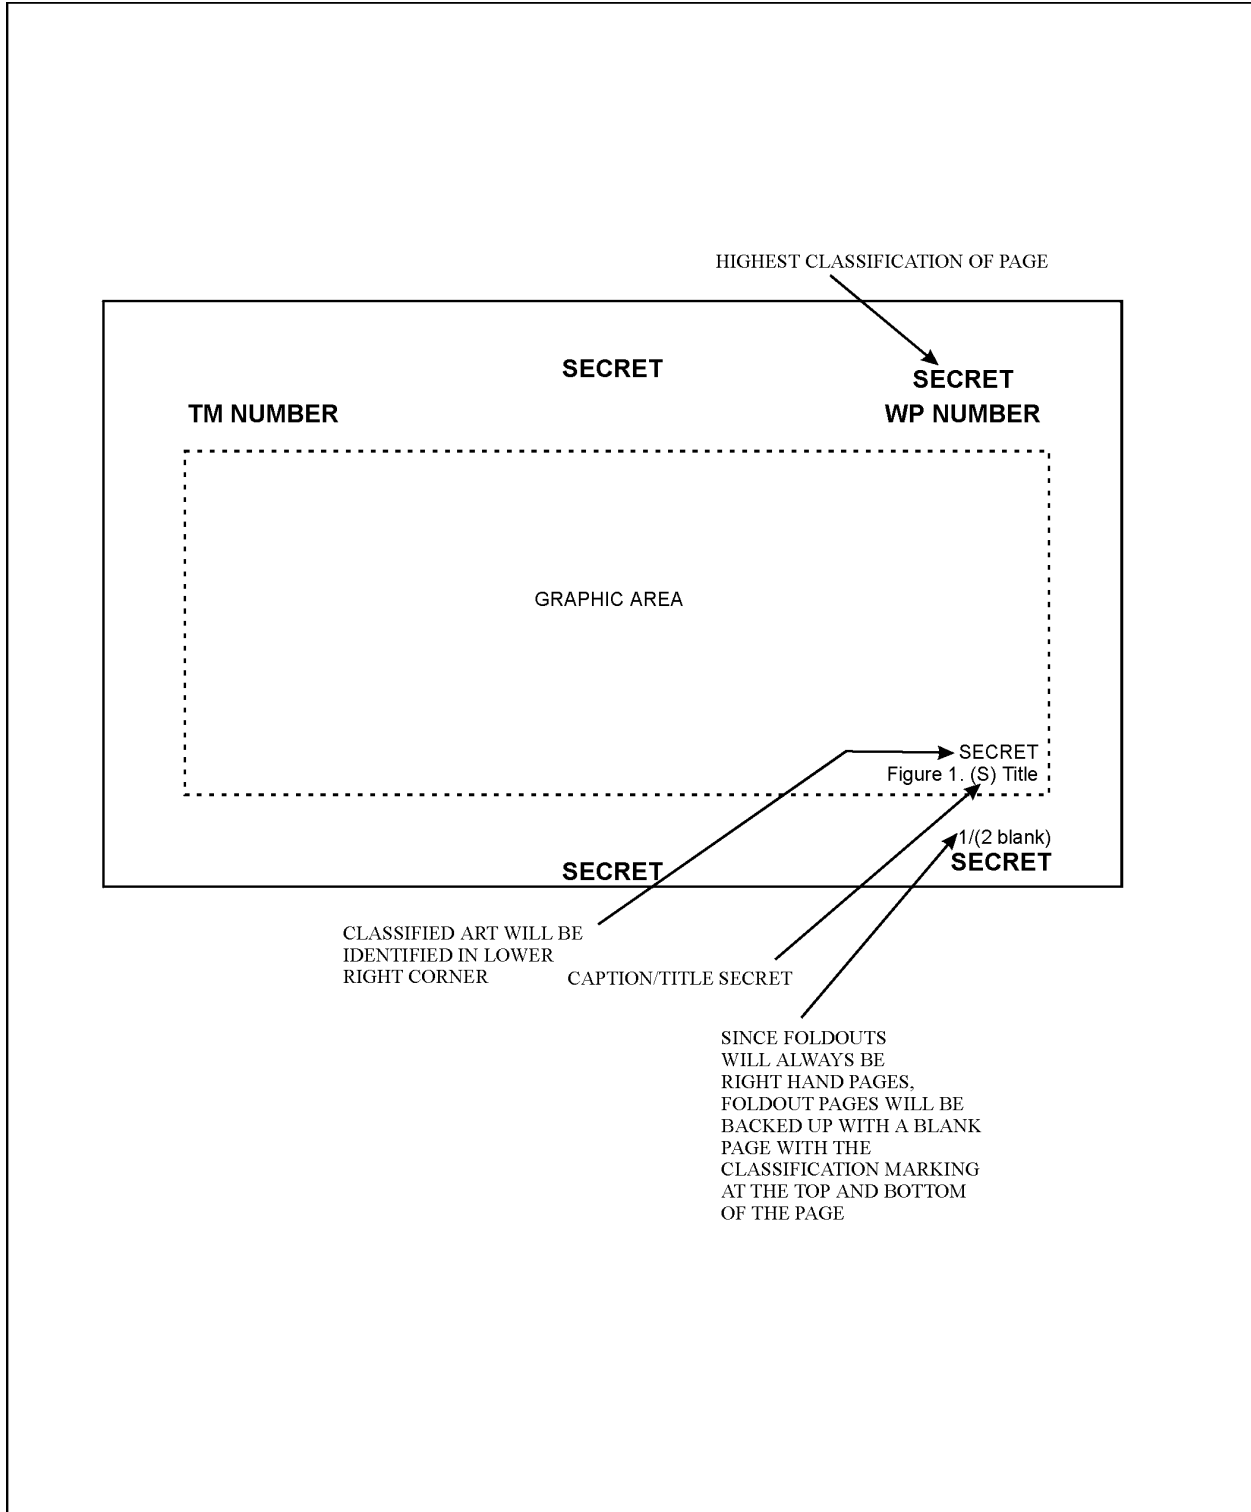 HIGHEST CLASSIFICATION OF PAGE
SECRET
SECRET
TM NUMBER
WP NUMBER
GRAPHIC AREA
SECRET
Figure 1. (S) Title
1/(2 blank)
SECRET
SECRET
CLASSIFIED ART WILL BE
IDENTIFIED IN LOWER
RIGHT CORNER
CAPTION/TITLE SECRET
SINCE FOLDOUTS
WILL ALWAYS BE
RIGHT HAND PAGES,
FOLDOUT PAGES WILL BE
BACKED UP WITH A BLANK
PAGE WITH THE
CLASSIFICATION MARKING
AT THE TOP AND BOTTOM
OF THE PAGE